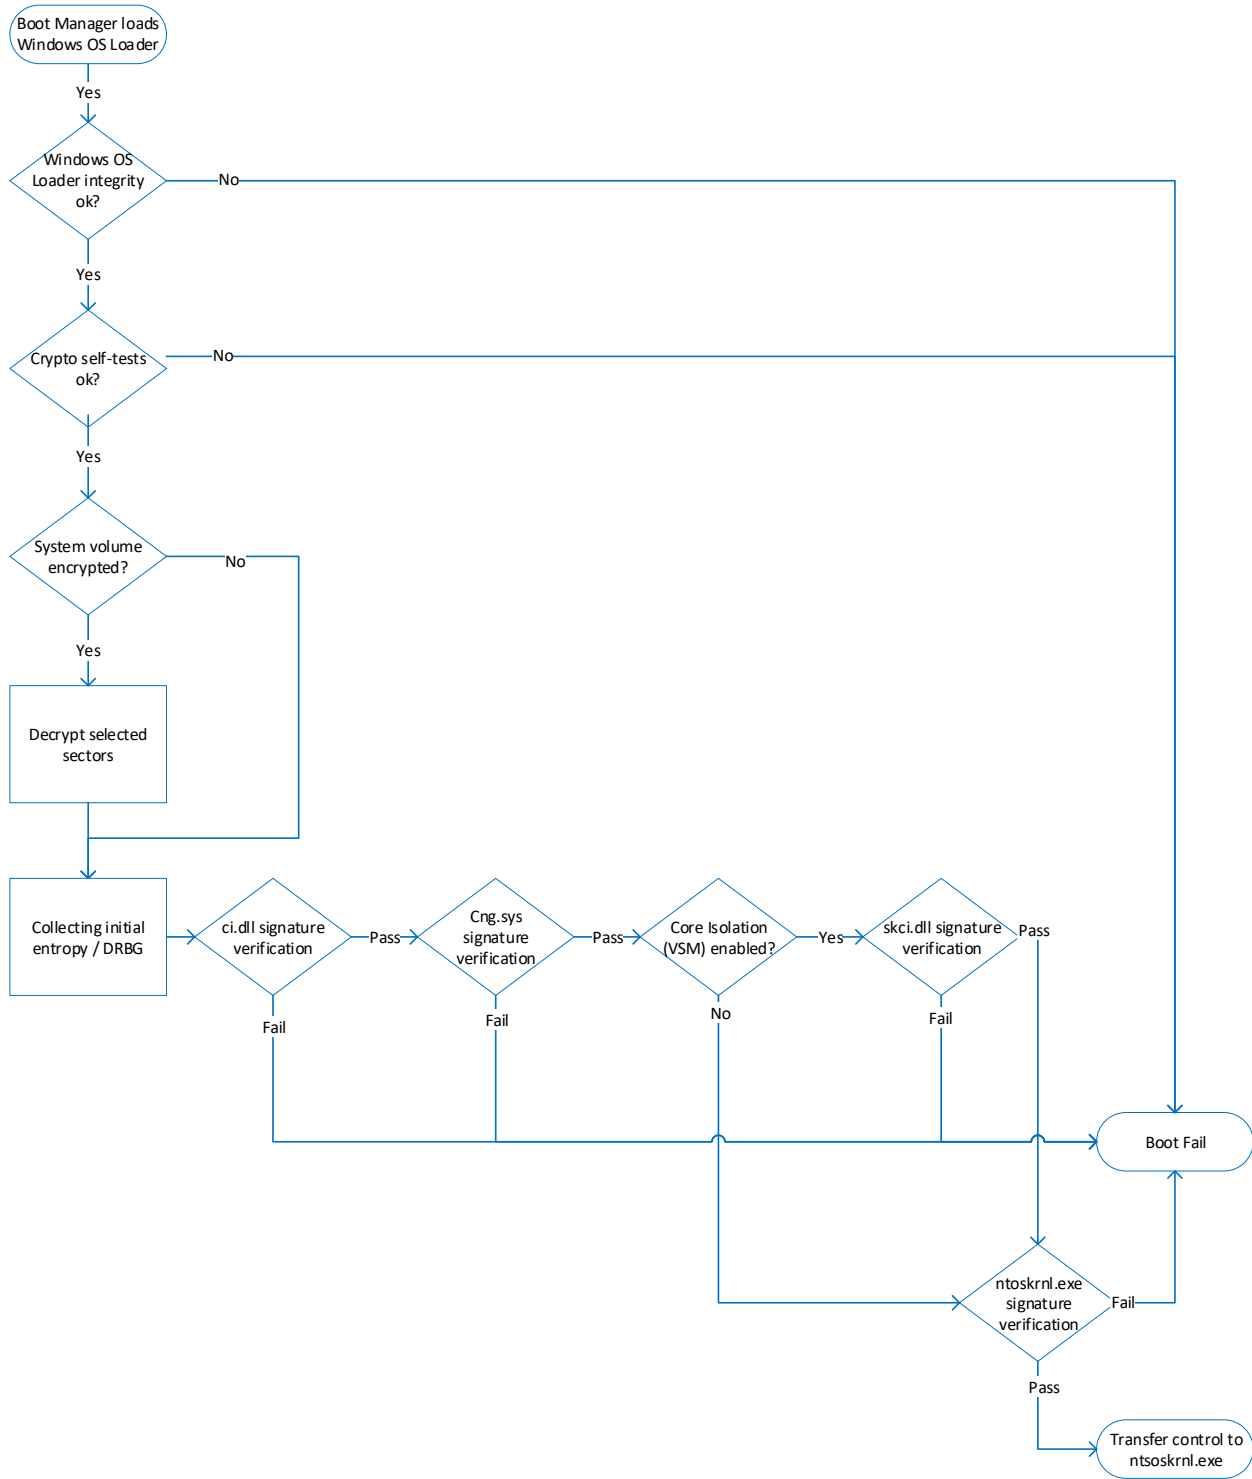 Boot Manager loads
Windows OS Loader
Yes
Windows OS
Loader integrity
ok?
No
Yes
Crypto self-tests
ok?
No
Yes
System volume
encrypted?
No
Yes
Decrypt selected
sectors
Collecting initial
entropy / DRBG
ci.dll signature
verification
Pass
Fail
Cng.sys
signature
verification
Pass
Fail
Core Isolation
(VSM) enabled?
Yes
No
skci.dll signature
verification
Pass
Fail
Boot Fail
ntoskrnl.exe
signature
verification
Fail
Pass
Transfer control to
ntsoskrnl.exe